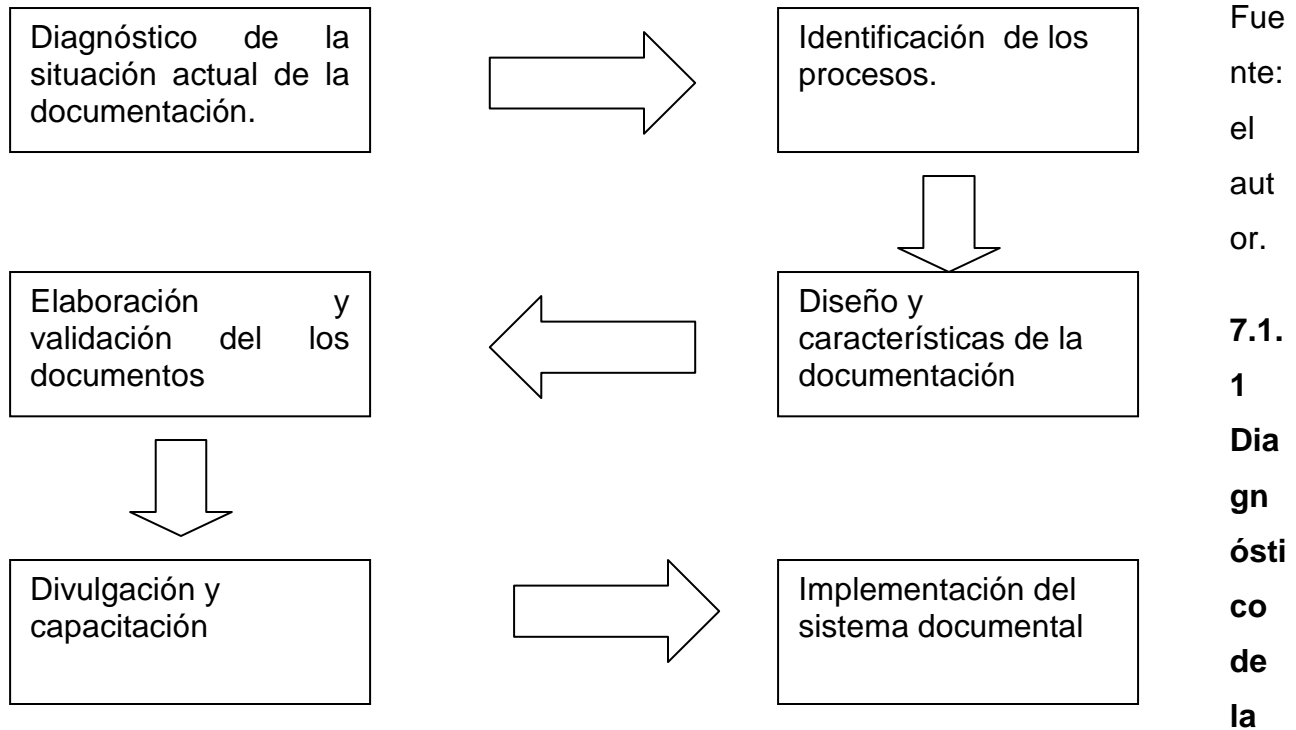 Diagnóstico de la
situación actual de la
documentación.
Identificación de los
procesos.
Diseño y
características de la
documentación
Elaboración y
validación del los
documentos
Divulgación y
capacitación
Implementación del
sistema documental
Fue
nte:
el
aut
or.
7.1.
1
Dia
gn
ósti
co
de
la